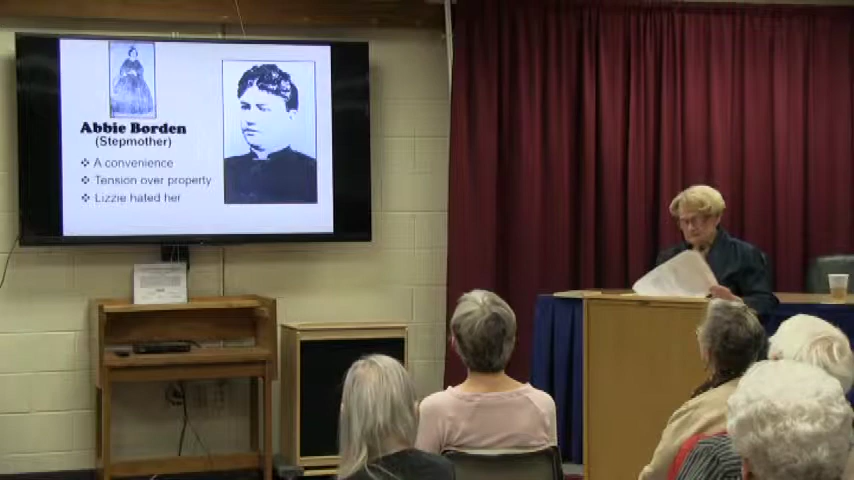 Abbie Borden
(Stepmother)
❖ A convenience
❖ Tension over property
❖ Lizzie hated her